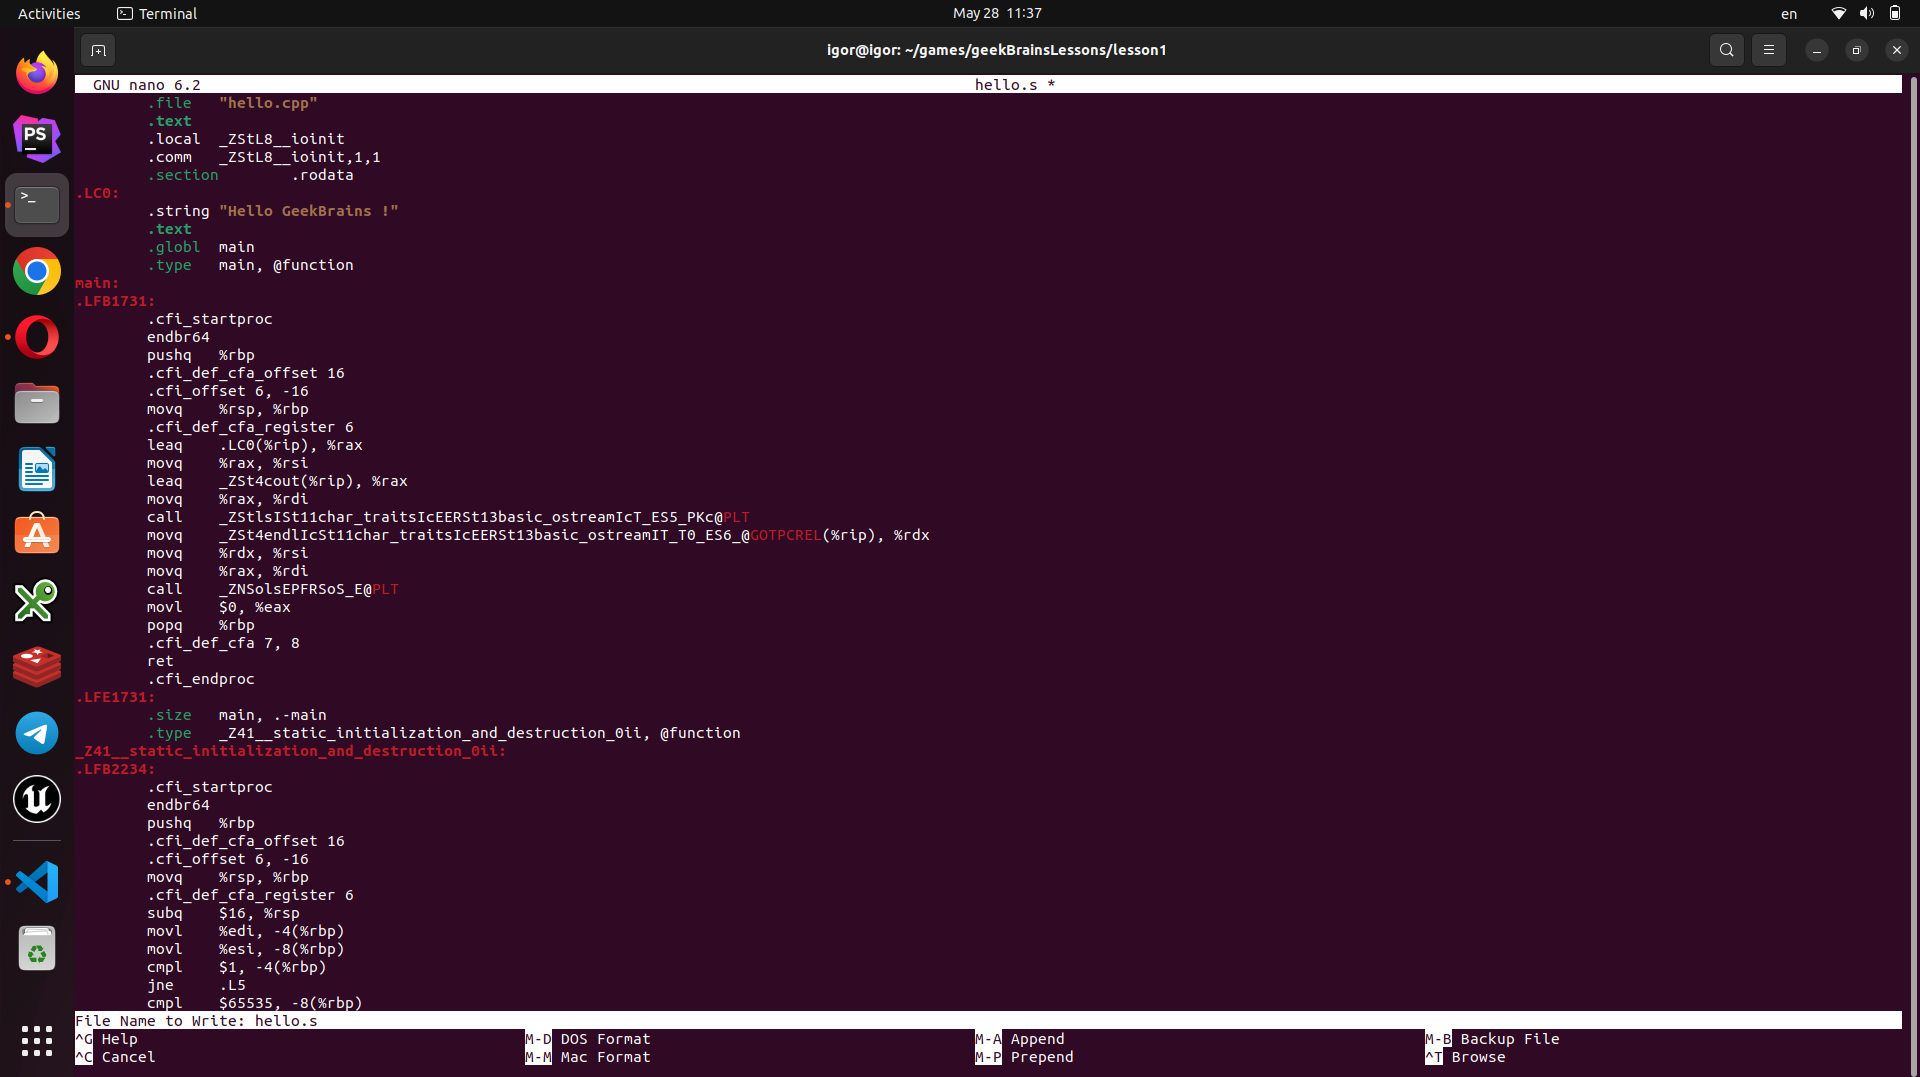 Activities Terminal May 28 11:37 en
igor@igor: ~/games/geekBrainsLessons/lesson1
GNU nano 6.2 hello.s *
.file "hello.cpp"
.text
.local _ZStL8__ioinit
.comm _ZStL8__ioinit,1,1
.section .rodata
.LC0:
.string "Hello GeekBrains !"
.text
.globl main
.type main, @function
main:
.LFB1731:
.cfi_startproc
endbr64
pushq %rbp
.cfi_def_cfa_offset 16
.cfi_offset 6, -16
movq %rsp, %rbp
.cfi_def_cfa_register 6
leaq .LC0(%rip), %rax
movq %rax, %rsi
leaq _ZSt4cout(%rip), %rax
movq %rax, %rdi
call _ZStlsISt11char_traitsIcEERSt13basic_ostreamIcT_ES5_PKc@PLT
movq _ZSt4endlIcSt11char_traitsIcEERSt13basic_ostreamIT_T0_ES6_@GOTPCREL(%rip), %rdx
movq %rdx, %rsi
movq %rax, %rdi
call _ZNSolsEPFRSoS_E@PLT
movl $0, %eax
popq %rbp
.cfi_def_cfa 7, 8
ret
.cfi_endproc
.LFE1731:
.size main, .-main
.type _Z41__static_initialization_and_destruction_0ii, @function
_Z41__static_initialization_and_destruction_0ii:
.LFB2234:
.cfi_startproc
endbr64
pushq %rbp
.cfi_def_cfa_offset 16
.cfi_offset 6, -16
movq %rsp, %rbp
.cfi_def_cfa_register 6
subq $16, %rsp
movl %edi, -4(%rbp)
movl %esi, -8(%rbp)
cmpl $1, -4(%rbp)
jne .L5
cmpl $65535, -8(%rbp)
File Name to Write: hello.s
^G Help M-D DOS Format M-A Append M-B Backup File
^C Cancel M-M Mac Format M-P Prepend ^T Browse
PS
>_